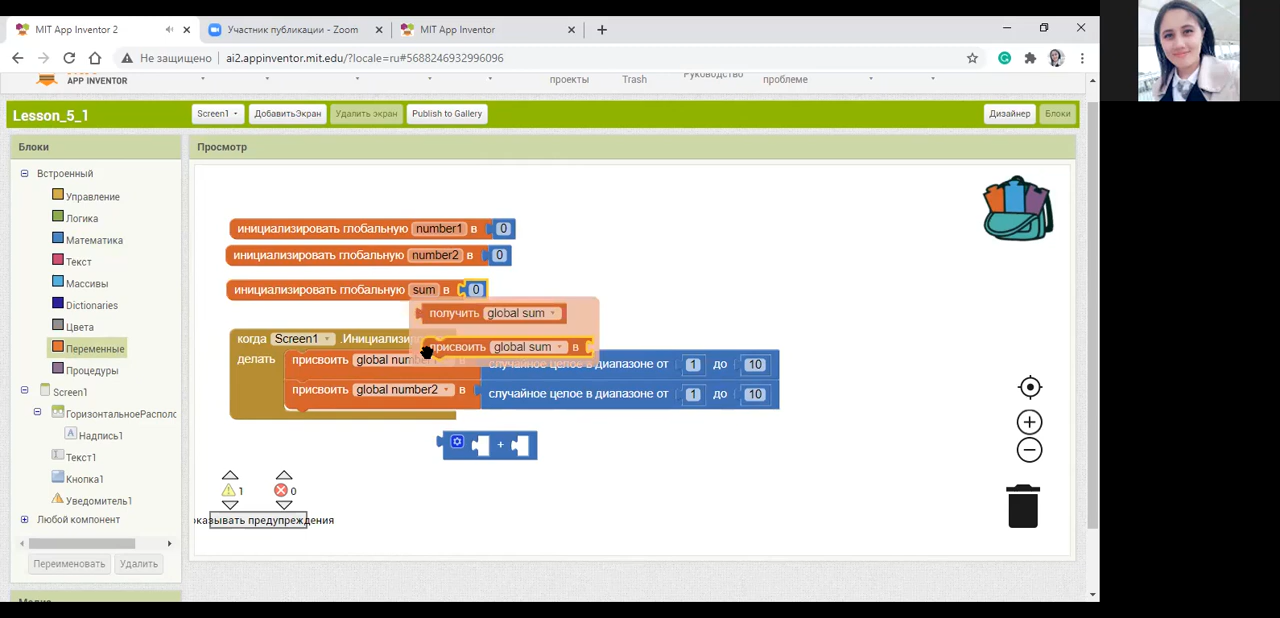 MIT App Inventor 2
Участник публикации - Zoom
MIT App Inventor
Не защищено
ai2.appinventor.mit.edu/?locale=ru#5688246932996096
APP INVENTOR
проекты
Trash
Руководство
проблеме
Lesson_5_1
Screen1
ДобавитьЭкран
Удалить экран
Publish to Gallery
Дизайнер
Блоки
Блоки
Просмотр
Встроенный
Управление
Логика
Математика
Текст
Массивы
Dictionaries
Цвета
Переменные
Процедуры
Screen1
ГоризонтальноеРасполо
Надпись1
Текст1
Кнопка1
Уведомитель1
Любой компонент
Переименовать
Удалить
инициализировать глобальную number1 в 0
инициализировать глобальную number2 в 0
инициализировать глобальную sum в 0
получить global sum
присвоить global sum в
когда Screen1 .Инициализиро
делать
присвоить global number1
случайное целое в диапазоне от 1 до 10
присвоить global number2 в случайное целое в диапазоне от 1 до 10
+
1
0
оказывать предупреждения